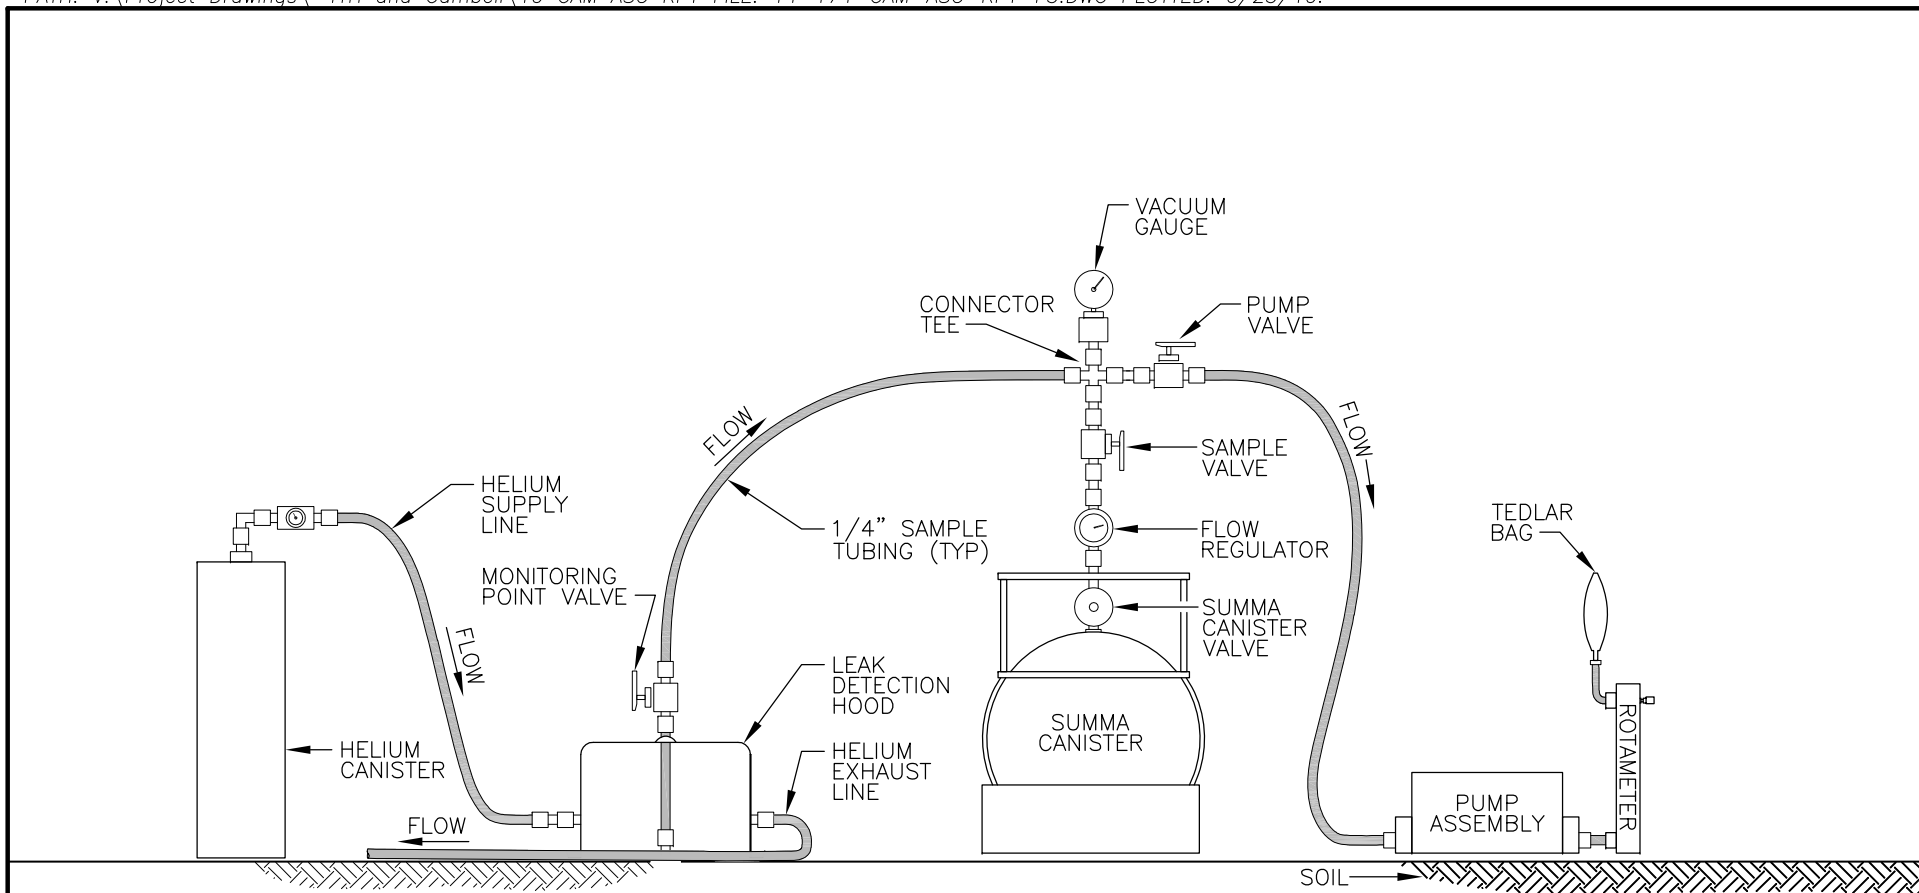 VACUUM
GAUGE
CONNECTOR
TEE
PUMP
VALVE
FLOW
FLOW
SAMPLE
VALVE
HELIUM
SUPPLY
LINE
1/4” SAMPLE
TUBING (TYP)
FLOW
REGULATOR
TEDLAR
BAG
MONITORING
POINT VALVE
SUMMA
CANISTER
VALVE
FLOW
LEAK
DETECTION
HOOD
SUMMA
CANISTER
HELIUM
CANISTER
HELIUM
EXHAUST
LINE
ROTAMETER
FLOW
PUMP
ASSEMBLY
SOIL